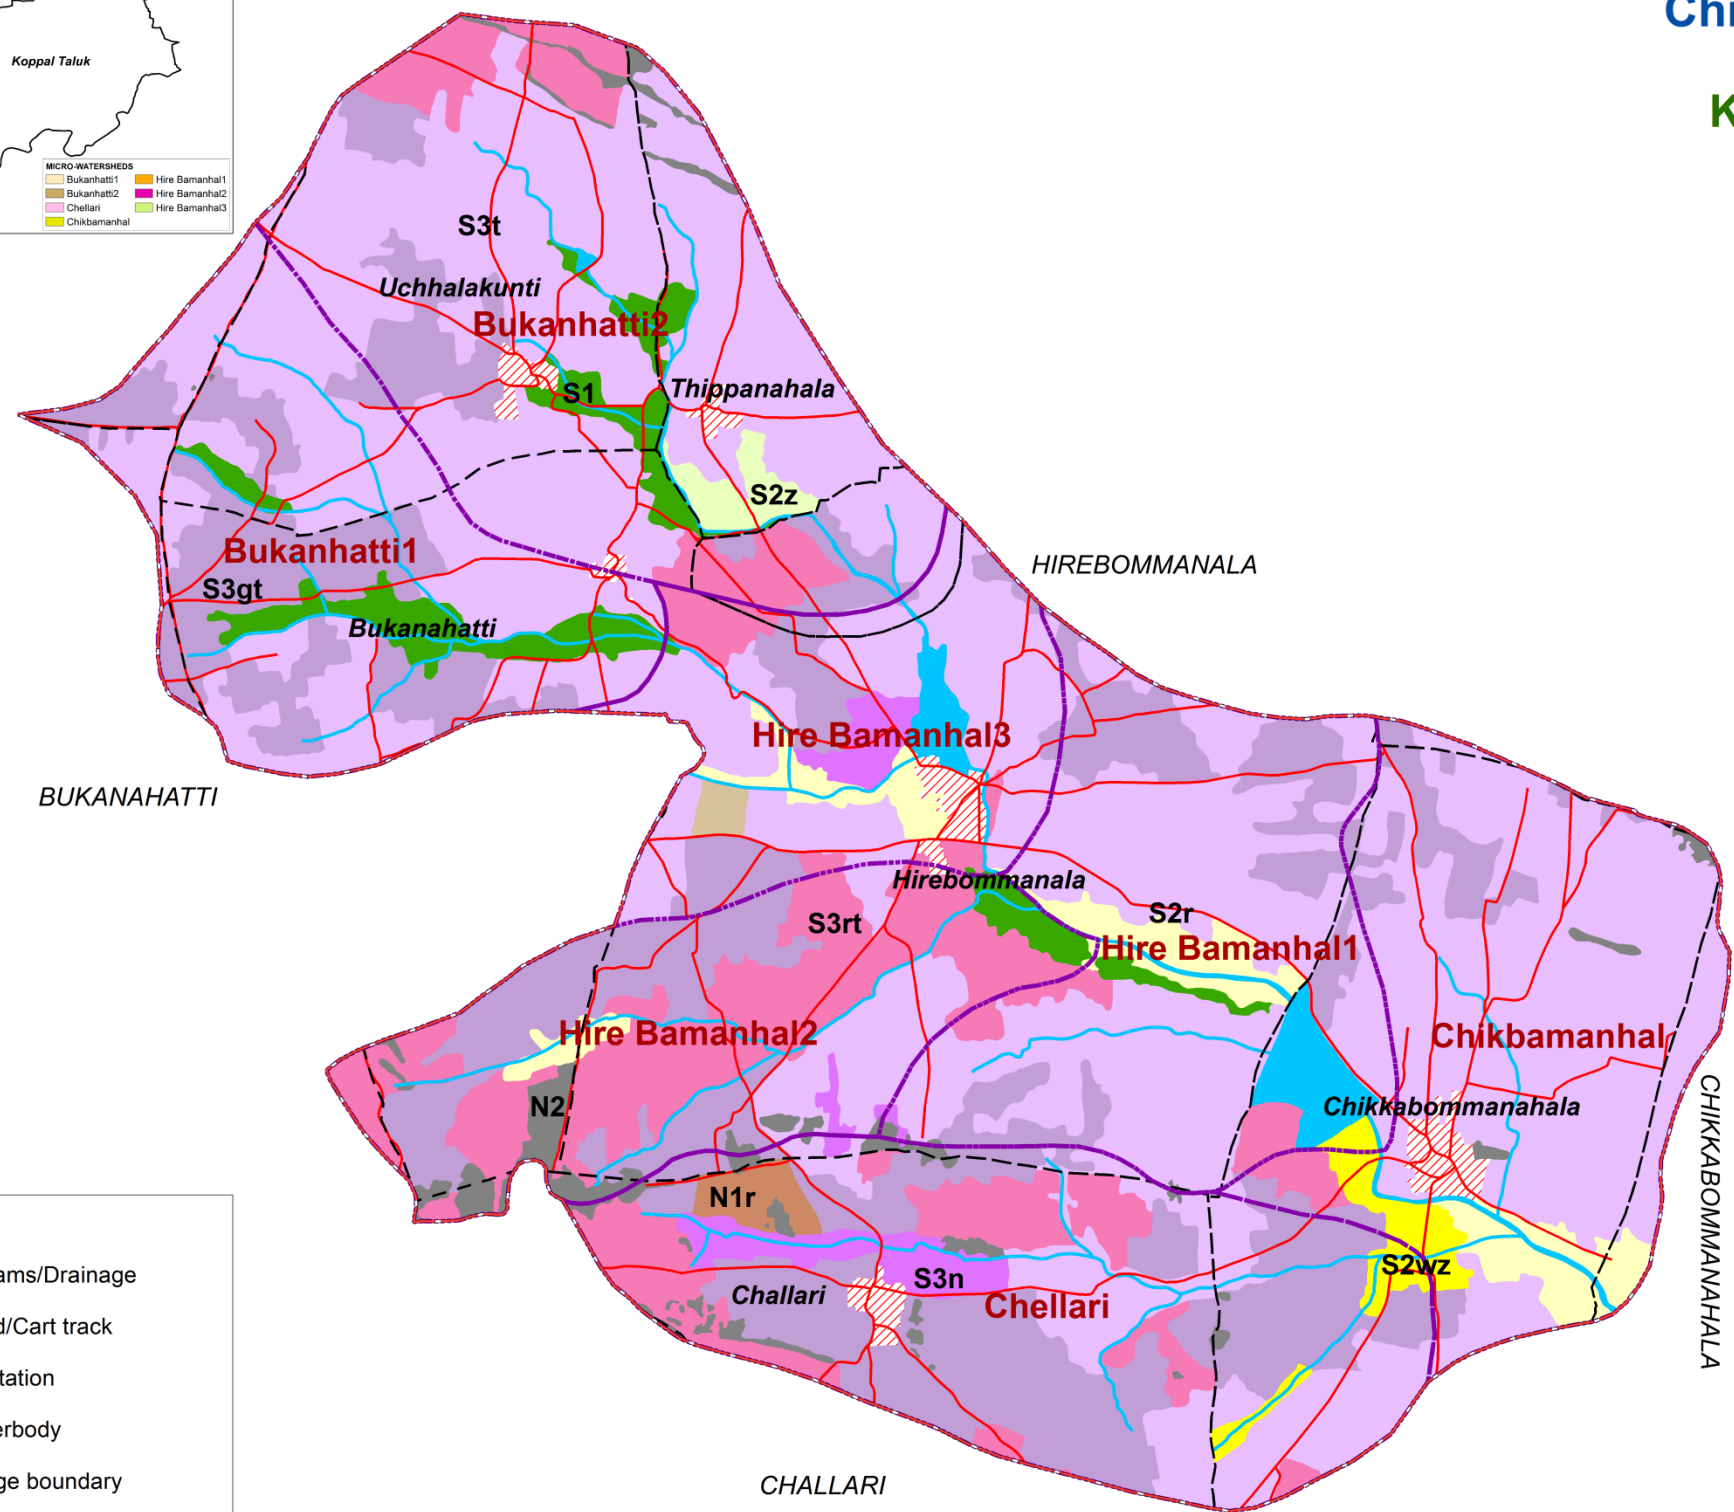 Koppal Taluk
MICRO-WATERSHEDS
Bukanhatti1
Hire Bamanhal1
Bukanhatti2
Hire Bamanhal2
Chellari
Hire Bamanhal3
Chikbamanhal
S3t
Uchhalakunti
Bukanhatti2
S1
Thippanahala
S2z
Bukanhatti1
S3gt
HIREBOMMANALA
Bukanahatti
Hire Bamanhal3
BUKANAHATTI
Hirebommanala
S3rt
S2r
Hire Bamanhal1
Hire Bamanhal2
Chikbamanhal
N2
Chikkabommanahala
CHIKKABOMMANAHALA
N1r
S3n
S2wz
Challari
Chellari
CHALLARI
ams/Drainage
d/Cart track
tation
erbody
ge boundary